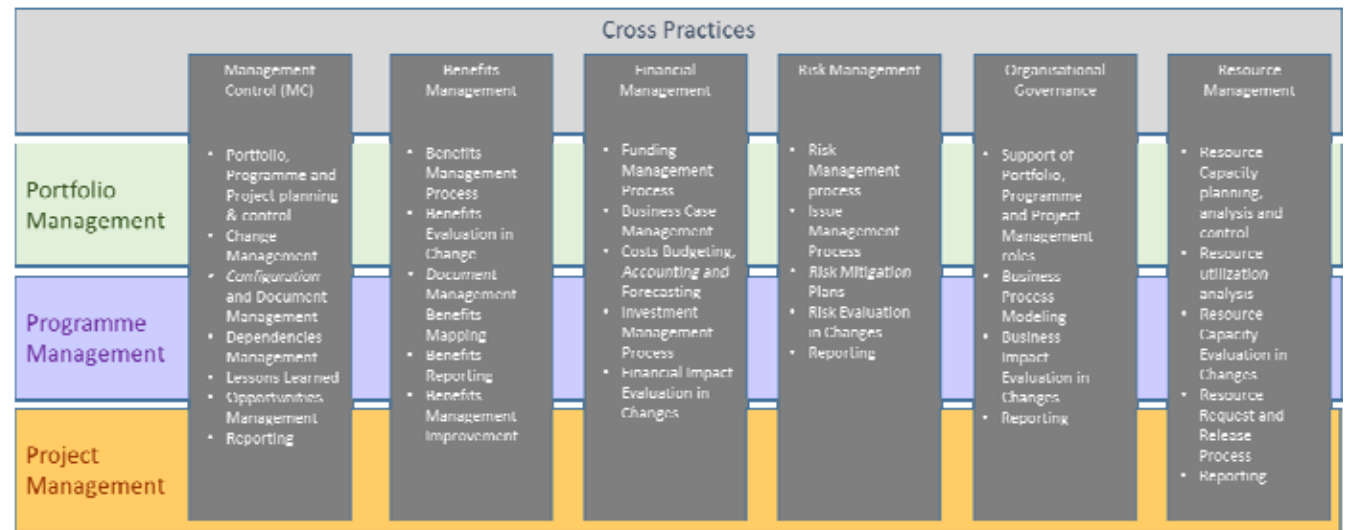 Cross Practices
Management
Control (MC)
• Portfolio,
Programme and
Project planning
& control
• Change
Management
• Configuration
and Document
Management
• Dependencies
Management
• Lessons Learned
• Opportunities
Management
• Reporting
Benefits
Management
• Benefits
Management
Process
• Benefits
Evaluation in
Change
• Document
Management
Benefits
Mapping
• Benefits
Reporting
• Benefits
Management
Improvement
Financial
Management
• Funding
Management
Process
• Business Case
Management
• Costs Budgeting,
Accounting and
Forecasting
• Investment
Management
Process
• Financial Impact
Evaluation in
Changes
Risk Management
• Risk
Management
process
• Issue
Management
Process
• Risk Mitigation
Plans
• Risk Evaluation
in Changes
• Reporting
Organisational
Governance
• Support of
Portfolio,
Programme
and Project
Management
roles
• Business
Process
Modeling
• Business
Impact
Evaluation in
Changes
• Reporting
Resource
Management
• Resource
Capacity
planning,
analysis and
control
• Resource
utilization
analysis
• Resource
Capacity
Evaluation in
Changes
• Resource
Request and
Release
Process
• Reporting
Portfolio
Management
Programme
Management
Project
Management